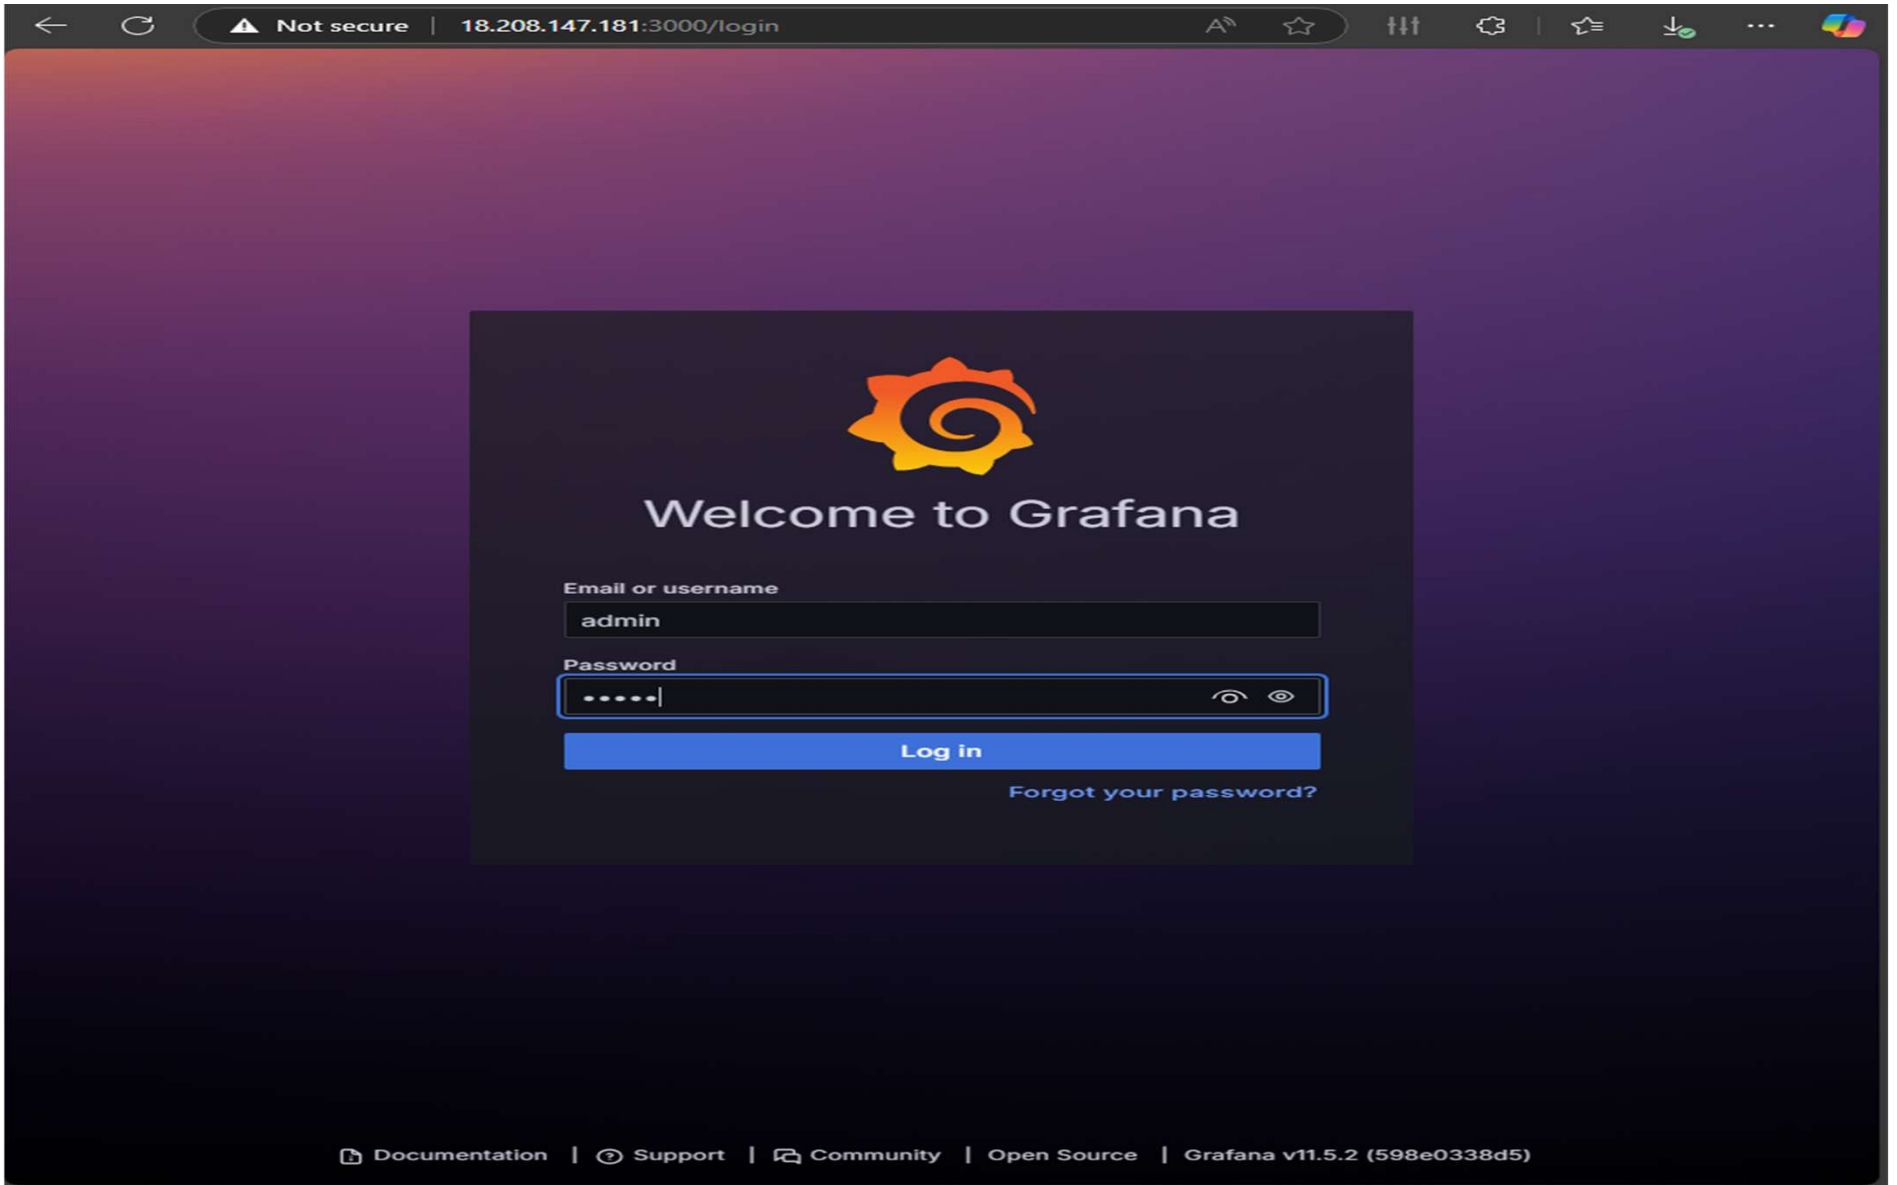 Not secure | 18.208.147.181:3000/login
Welcome to Grafana
Email or username
admin
Password
•••••
Log in
Forgot your password?
Documentation | Support | Community | Open Source | Grafana v11.5.2 (598e0338d5)